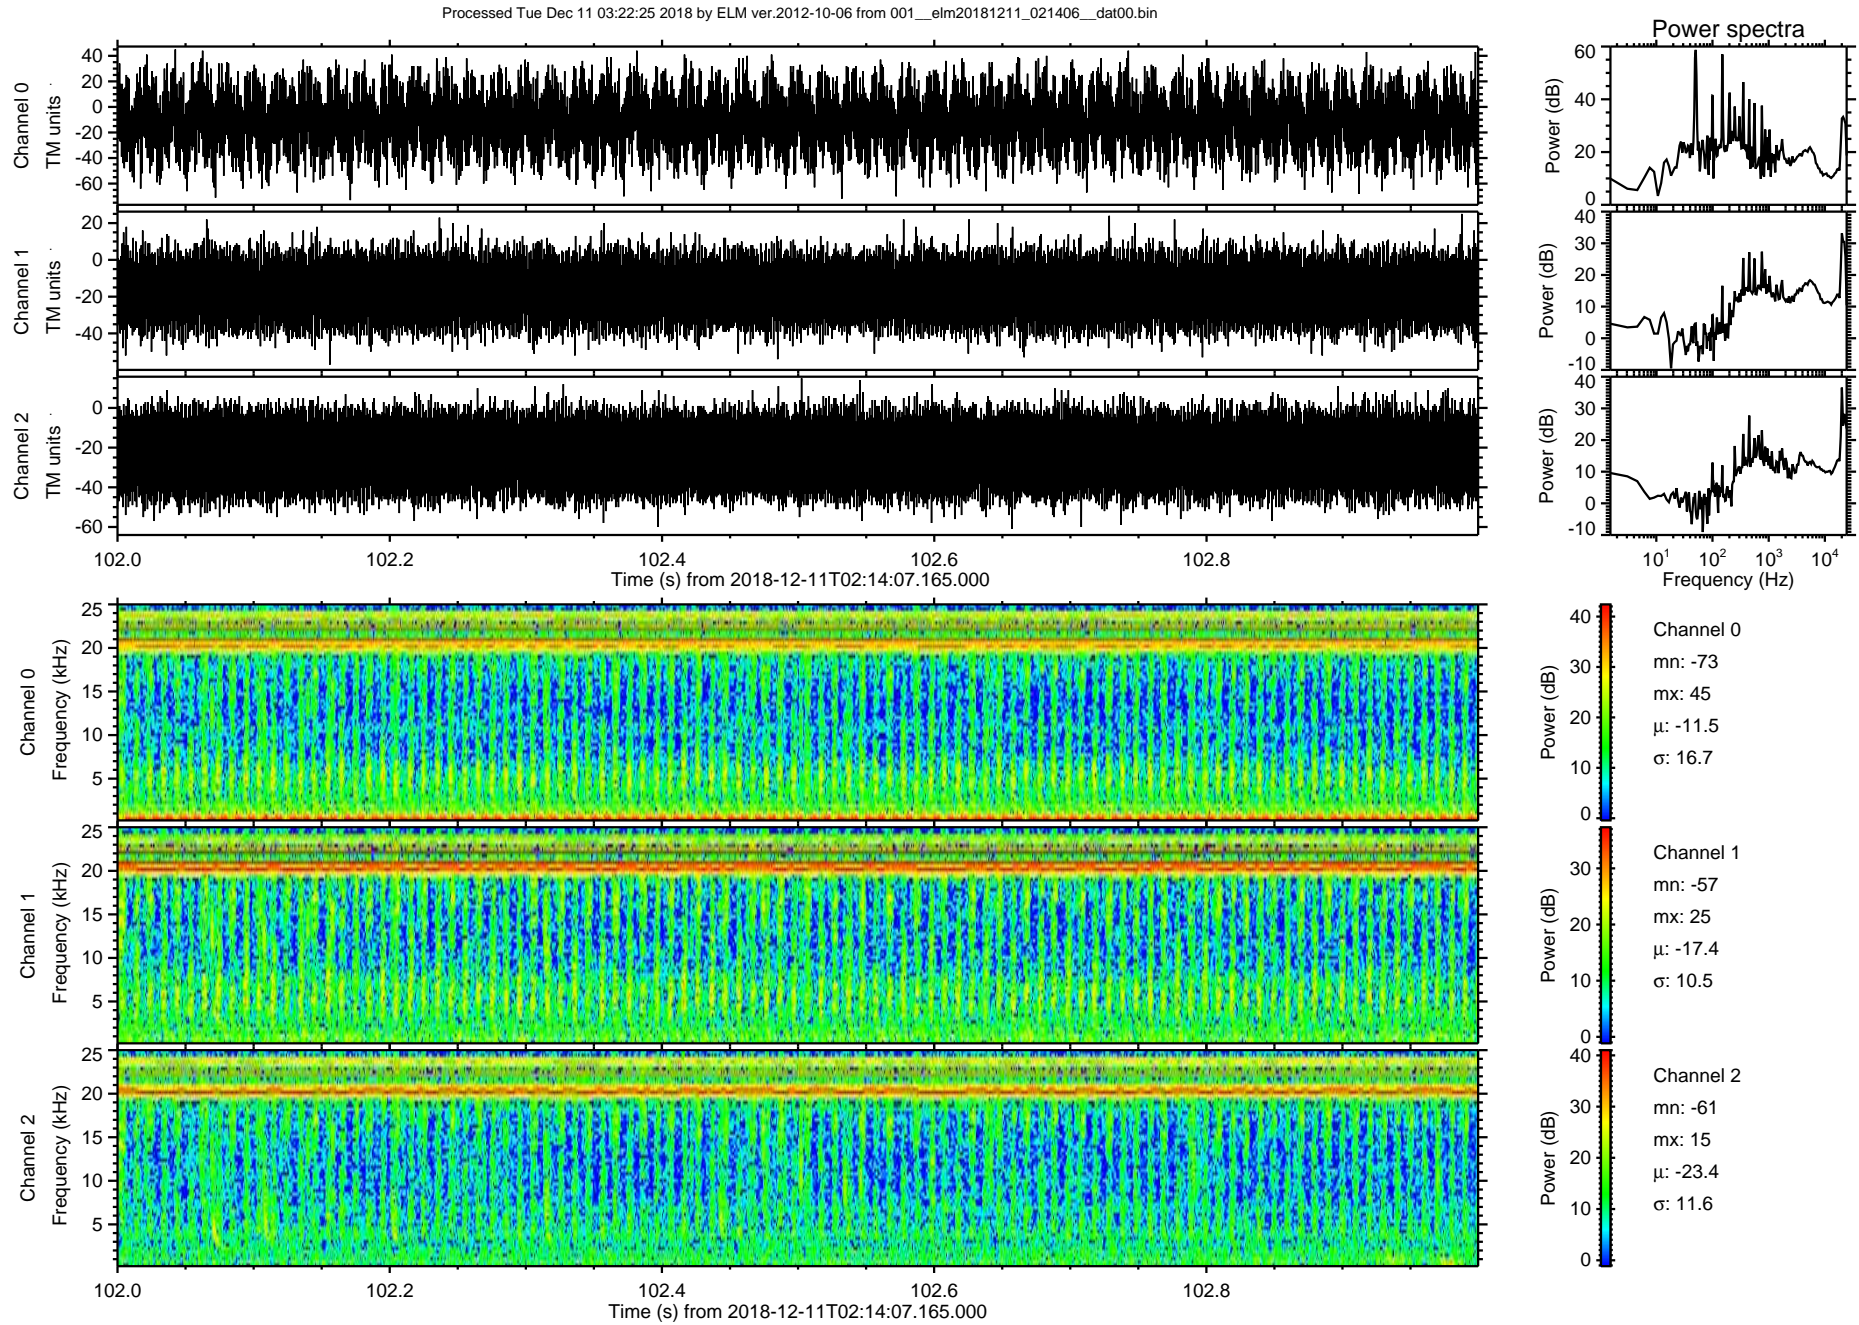 Processed Tue Dec 11 03:22:25 2018 by ELM ver.2012-10-06 from 001__elm20181211_021406__dat00.bin
Power spectra
Channel 0
TM units
40
20
0
-20
-40
-60
Power (dB)
60
40
20
0
Channel 1
TM units
20
0
-20
-40
Power (dB)
40
30
20
10
0
-10
Channel 2
TM units
0
-20
-40
-60
Power (dB)
40
30
20
10
0
-10
102.0 102.2 102.4 102.6 102.8
Time (s) from 2018-12-11T02:14:07.165.000
10^1 10^2 10^3 10^4
Frequency (Hz)
Channel 0
Frequency (kHz)
25
20
15
10
5
Power (dB)
40
30
20
10
0
Channel 0
mn: -73
mx: 45
µ: -11.5
σ: 16.7
Channel 1
Frequency (kHz)
25
20
15
10
5
Power (dB)
30
20
10
0
Channel 1
mn: -57
mx: 25
µ: -17.4
σ: 10.5
Channel 2
Frequency (kHz)
25
20
15
10
5
Power (dB)
40
30
20
10
0
Channel 2
mn: -61
mx: 15
µ: -23.4
σ: 11.6
102.0 102.2 102.4 102.6 102.8
Time (s) from 2018-12-11T02:14:07.165.000